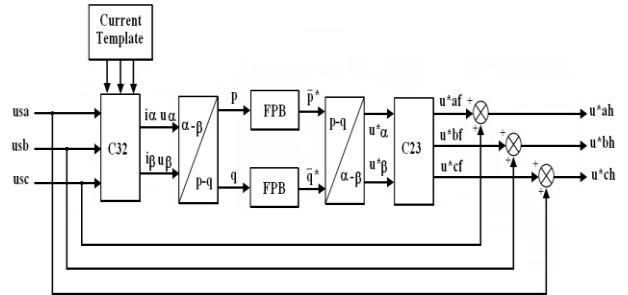 Current
Template
usa
usb
usc
C32
iα uα
iβ uβ
α-β
p-q
p
q
FPB
FPB
p̄*
q̄*
p-q
α-β
u*α
u*β
C23
u*af
u*bf
u*cf
+
+
+
+
+
+
u*ah
u*bh
u*ch